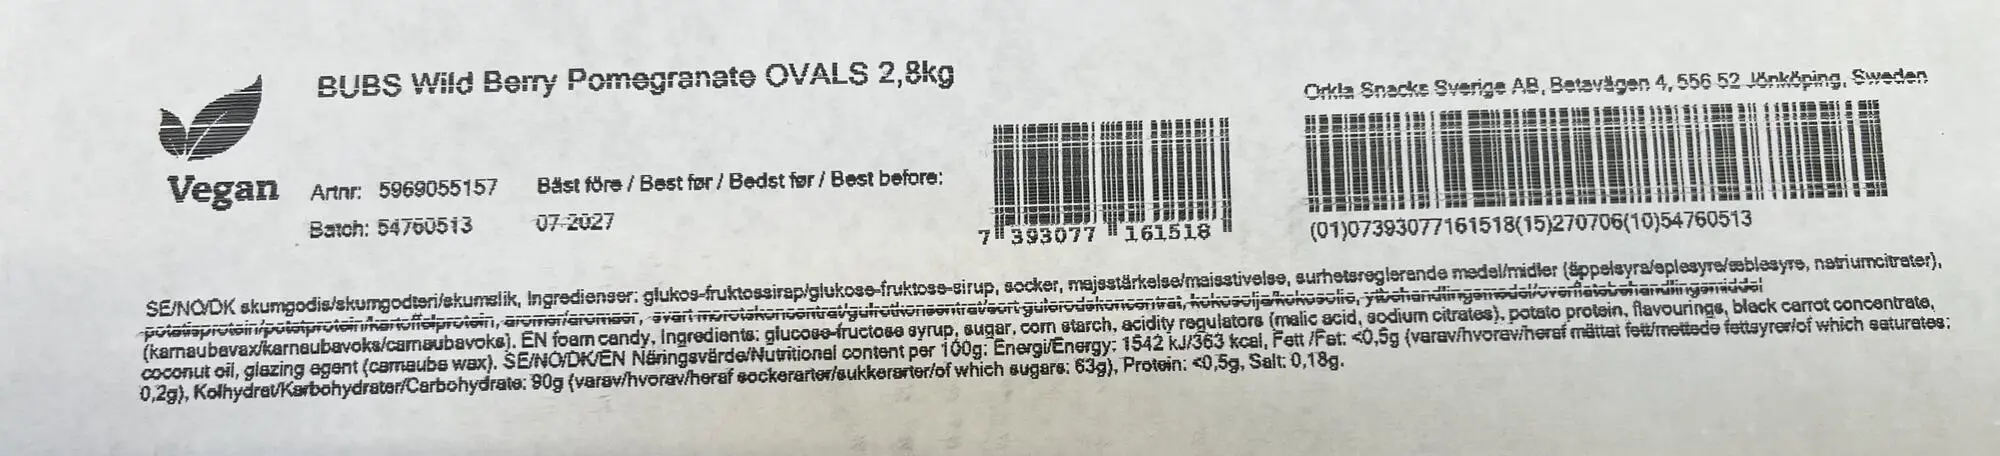 BUBS Wild Berry Pomegranate OVALS 2,8kg
Orkla Snacks Sverige AB, Betavägen 4, 556 52 Jönköping, Sweden
Vegan
Artnr: 5969055157
Bäst före / Best før / Bedst før / Best before:
Batch: 54760513
07-2027
7 393077 161518
(01)07393077161518(15)270706(10)54760513
SE/NO/DK skumgodis/skumgodteri/skumslik, Ingredienser: glukos-fruktossirap/glukose-fruktose-sirup, socker, majsstärkelse/maisstivelse, surhetsreglerande medel/midler (äppelsyra/eplesyre/æblesyre, natriumcitrater),
potatisprotein/potetprotein/kartoffelprotein, aromer/aromaer, svart morotskoncentrat/gulrotkonsentrat/sort gulerodskoncentrat, kokosolja/kokosolie, ytbehandlingsmedel/overflatebehandlingsmiddel
(karnaubavax/karnaubavoks/carnaubavoks). EN foam candy, Ingredients: glucose-fructose syrup, sugar, corn starch, acidity regulators (malic acid, sodium citrates), potato protein, flavourings, black carrot concentrate,
coconut oil, glazing agent (carnauba wax). SE/NO/DK/EN Näringsvärde/Nutritional content per 100g: Energi/Energy: 1542 kJ/363 kcal, Fett /Fat: <0,5g (varav/hvorav/heraf mättat fett/mettede fettsyrer/of which saturates:
0,2g), Kolhydrat/Karbohydrater/Carbohydrate: 90g (varav/hvorav/heraf sockerarter/sukkerarter/of which sugars: 63g), Protein: <0,5g, Salt: 0,18g.